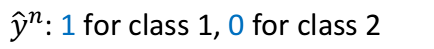 ŷⁿ: 1 for class 1, 0 for class 2